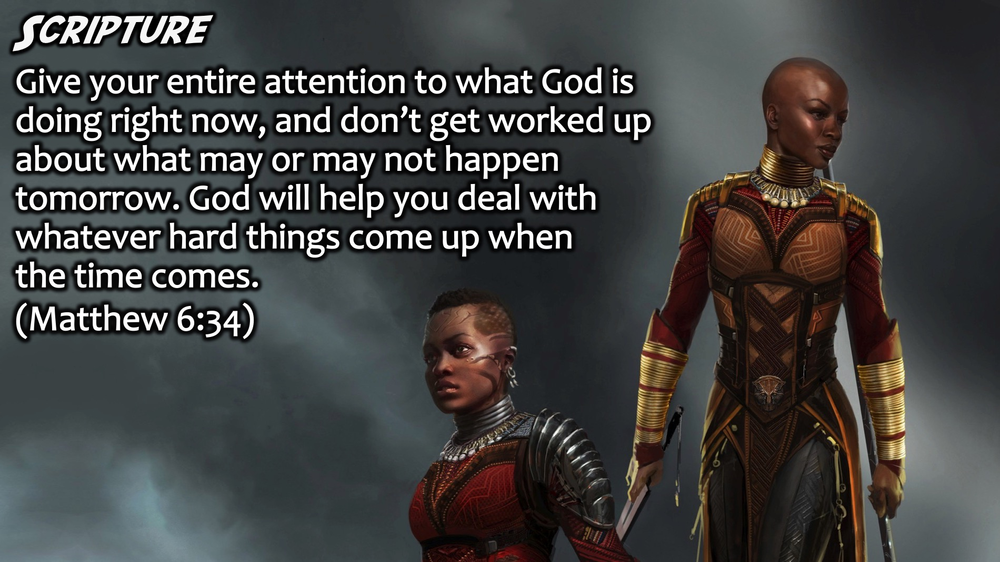 Scripture
Give your entire attention to what God is
doing right now, and don’t get worked up
about what may or may not happen
tomorrow. God will help you deal with
whatever hard things come up when
the time comes.
(Matthew 6:34)